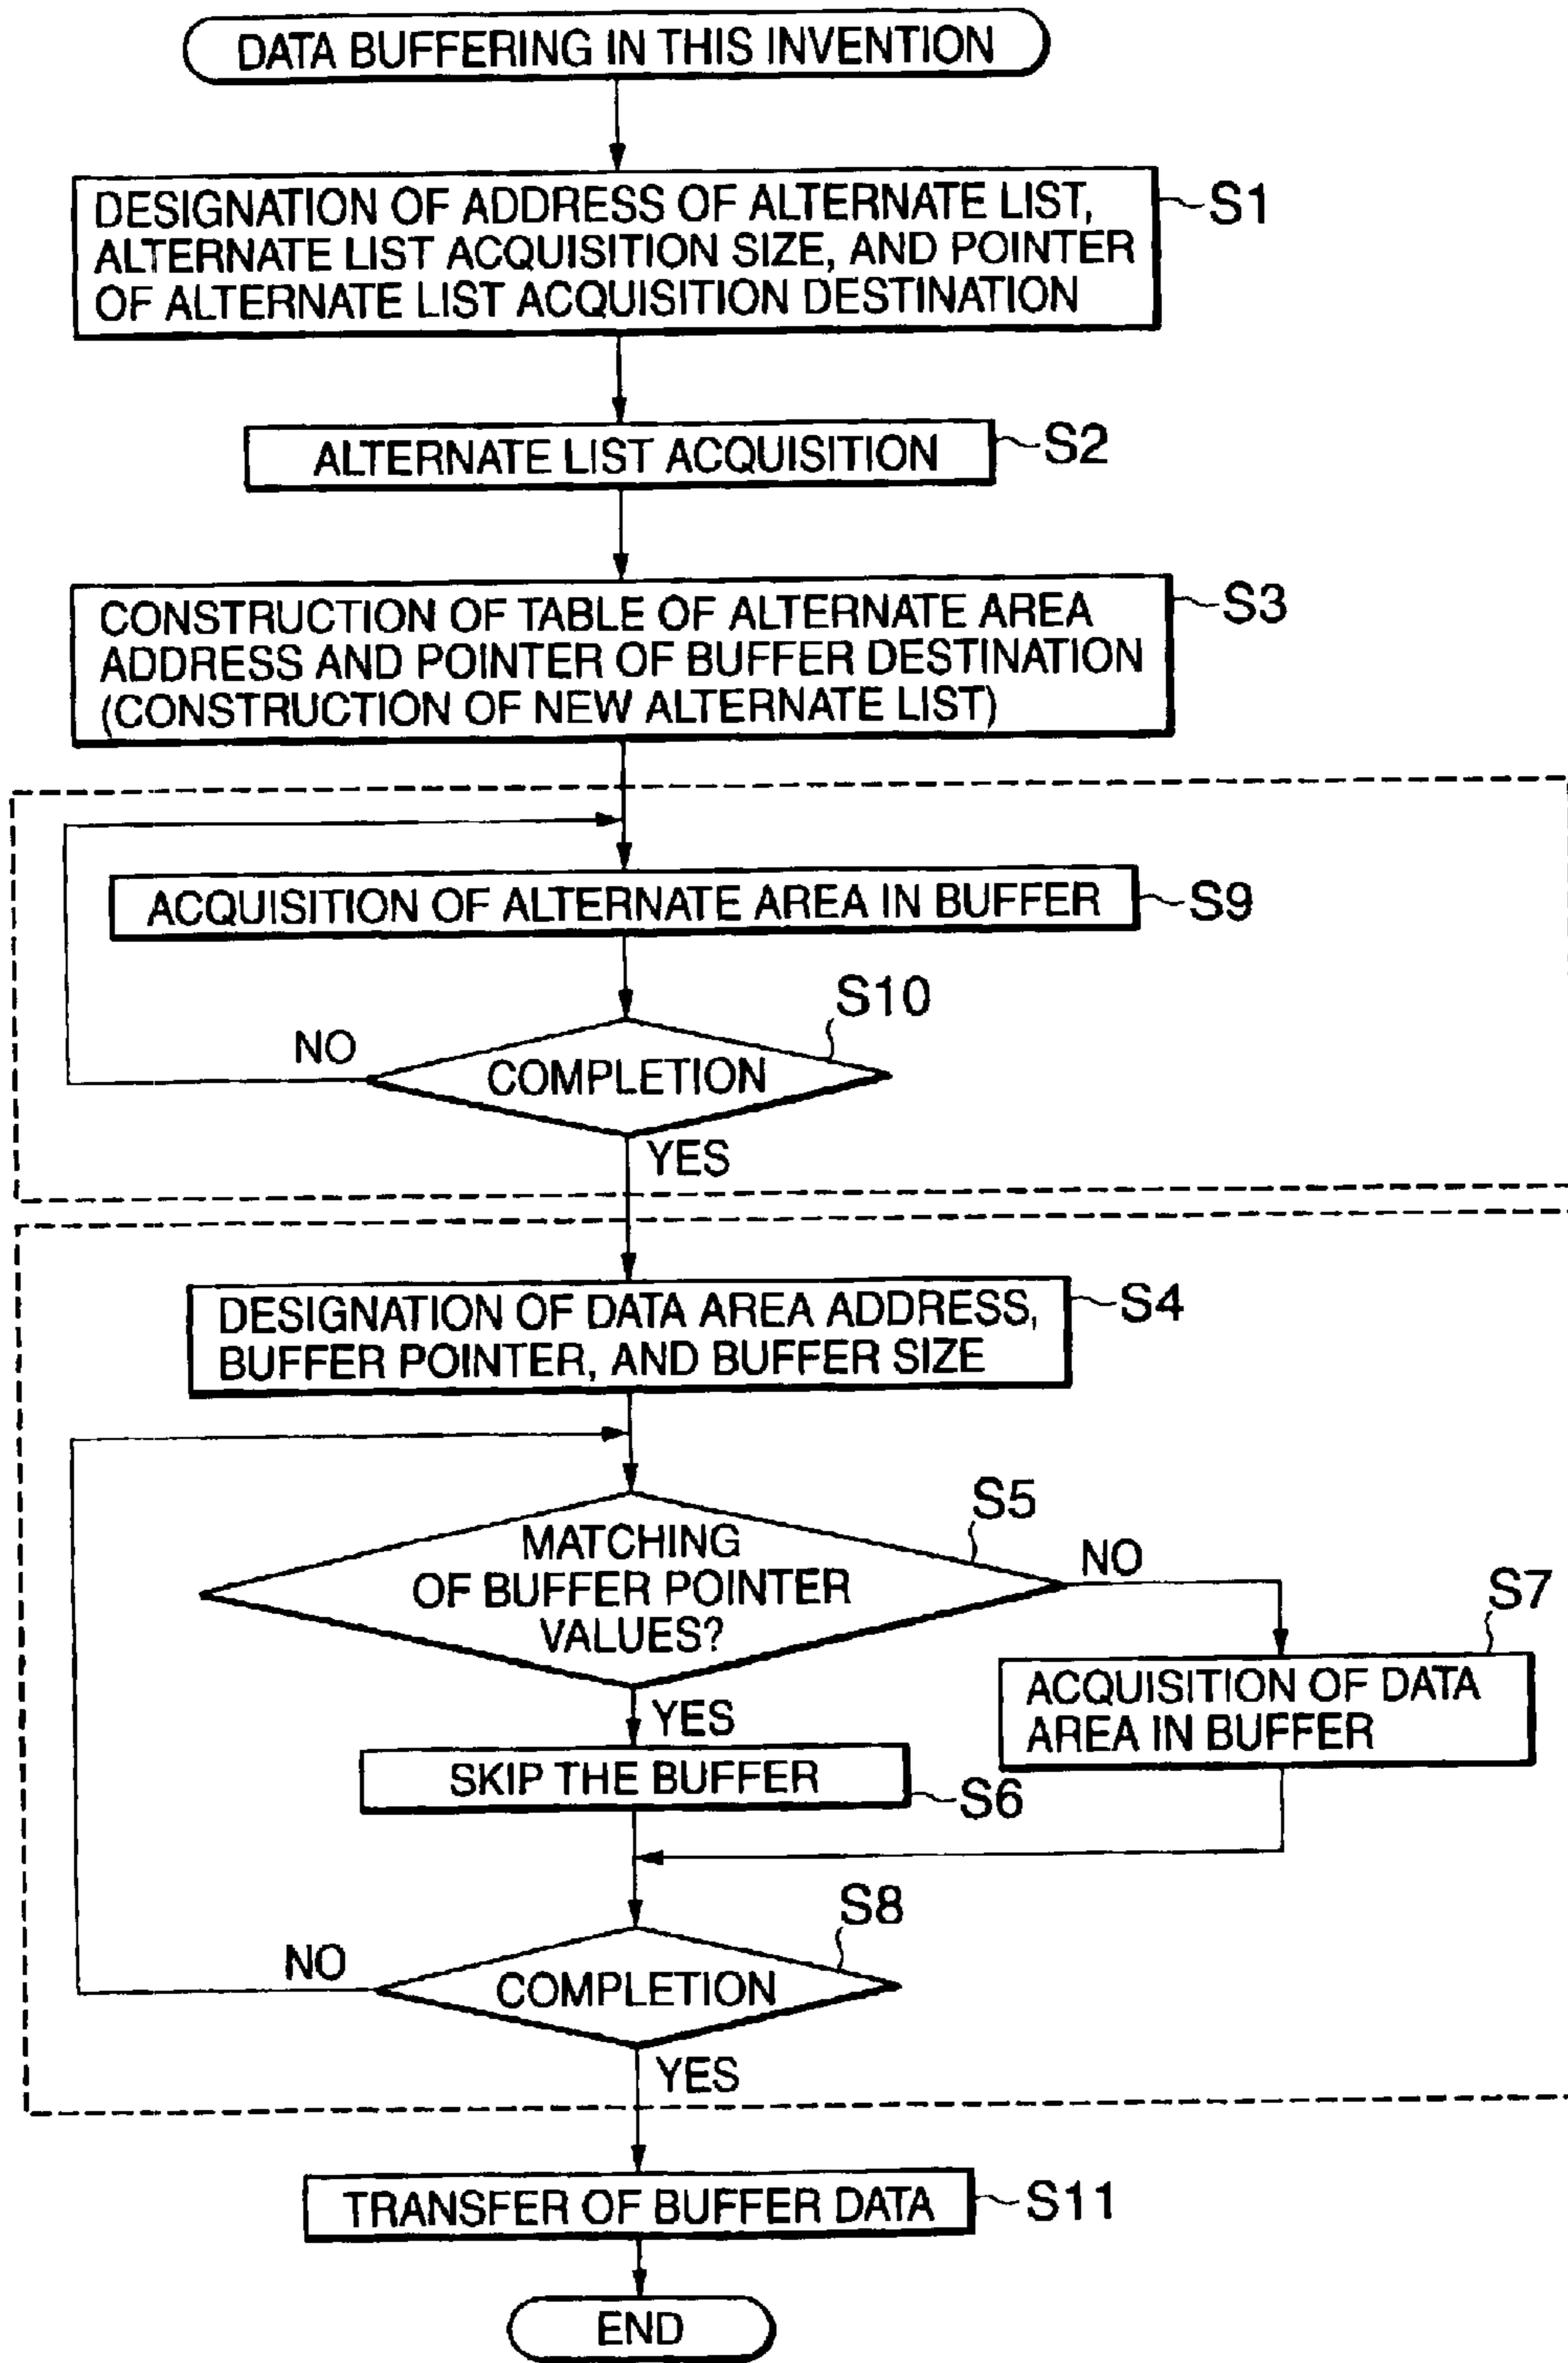 DATA BUFFERING IN THIS INVENTION
DESIGNATION OF ADDRESS OF ALTERNATE LIST,
ALTERNATE LIST ACQUISITION SIZE, AND POINTER
OF ALTERNATE LIST ACQUISITION DESTINATION
S1
ALTERNATE LIST ACQUISITION
S2
CONSTRUCTION OF TABLE OF ALTERNATE AREA
ADDRESS AND POINTER OF BUFFER DESTINATION
(CONSTRUCTION OF NEW ALTERNATE LIST)
S3
ACQUISITION OF ALTERNATE AREA IN BUFFER
S9
S10
NO
COMPLETION
YES
DESIGNATION OF DATA AREA ADDRESS,
BUFFER POINTER, AND BUFFER SIZE
S4
S5
MATCHING
OF BUFFER POINTER
VALUES?
NO
S7
ACQUISITION OF DATA
AREA IN BUFFER
YES
SKIP THE BUFFER
S6
S8
NO
COMPLETION
YES
TRANSFER OF BUFFER DATA
S11
END